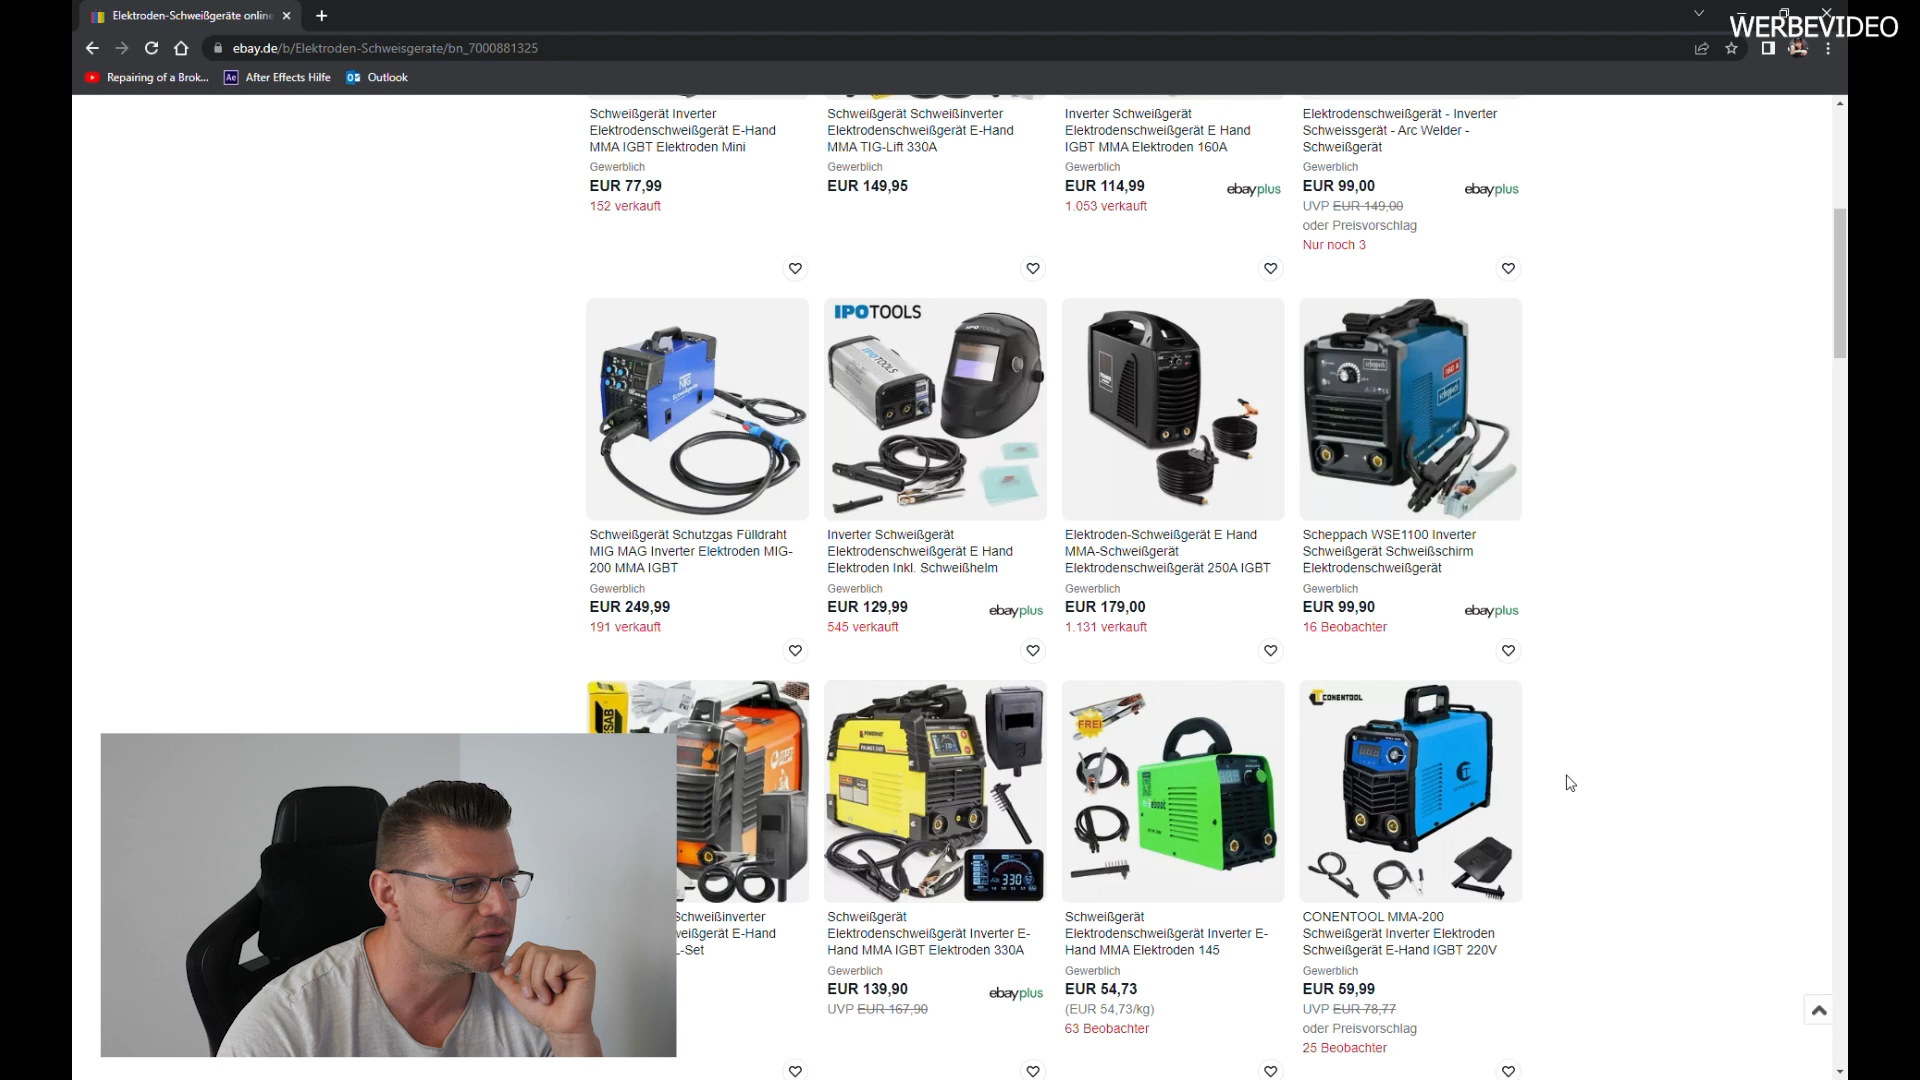 Elektroden-Schweißgeräte online
WERBEVIDEO
ebay.de/b/Elektroden-Schweisgerate/bn_7000881325
Repairing of a Brok...
Ae
After Effects Hilfe
Outlook
Schweißgerät Inverter
Elektrodenschweißgerät E-Hand
MMA IGBT Elektroden Mini
Gewerblich
EUR 77,99
152 verkauft
Schweißgerät Schweißinverter
Elektrodenschweißgerät E-Hand
MMA TIG-Lift 330A
Gewerblich
EUR 149,95
Inverter Schweißgerät
Elektrodenschweißgerät E Hand
IGBT MMA Elektroden 160A
Gewerblich
EUR 114,99
ebayplus
1.053 verkauft
Elektrodenschweißgerät - Inverter
Schweissgerät - Arc Welder -
Schweißgerät
Gewerblich
EUR 99,00
ebayplus
UVP EUR 149,00
oder Preisvorschlag
Nur noch 3
IPOTOOLS
IPOTOOLS
scheppach
160 A
scheppach
Schweißgerät Schutzgas Fülldraht
MIG MAG Inverter Elektroden MIG-
200 MMA IGBT
Gewerblich
EUR 249,99
191 verkauft
Inverter Schweißgerät
Elektrodenschweißgerät E Hand
Elektroden Inkl. Schweißhelm
Gewerblich
EUR 129,99
ebayplus
545 verkauft
Elektroden-Schweißgerät E Hand
MMA-Schweißgerät
Elektrodenschweißgerät 250A IGBT
Gewerblich
EUR 179,00
1.131 verkauft
Scheppach WSE1100 Inverter
Schweißgerät Schweißschirm
Elektrodenschweißgerät
Gewerblich
EUR 99,90
ebayplus
16 Beobachter
ESAB
330
FREI
CONENTOOL
Schweißinverter
weißgerät E-Hand
L-Set
Schweißgerät
Elektrodenschweißgerät Inverter E-
Hand MMA IGBT Elektroden 330A
Gewerblich
EUR 139,90
ebayplus
UVP EUR 167,90
Schweißgerät
Elektrodenschweißgerät Inverter E-
Hand MMA Elektroden 145
Gewerblich
EUR 54,73
(EUR 54,73/kg)
63 Beobachter
CONENTOOL MMA-200
Schweißgerät Inverter Elektroden
Schweißgerät E-Hand IGBT 220V
Gewerblich
EUR 59,99
UVP EUR 78,77
oder Preisvorschlag
25 Beobachter